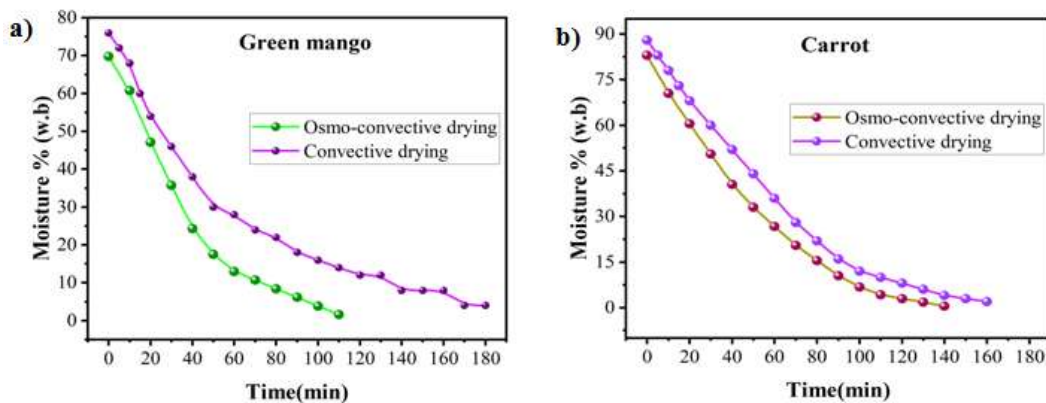 a)
Green mango
Osmo-convective drying
Convective drying
Moisture % (w.b)
80
70
60
50
40
30
20
10
0
0 20 40 60 80 100 120 140 160 180
Time(min)
b)
Carrot
Osmo-convective drying
Convective drying
Moisture % (w.b)
90
75
60
45
30
15
0
0 20 40 60 80 100 120 140 160 180
Time(min)